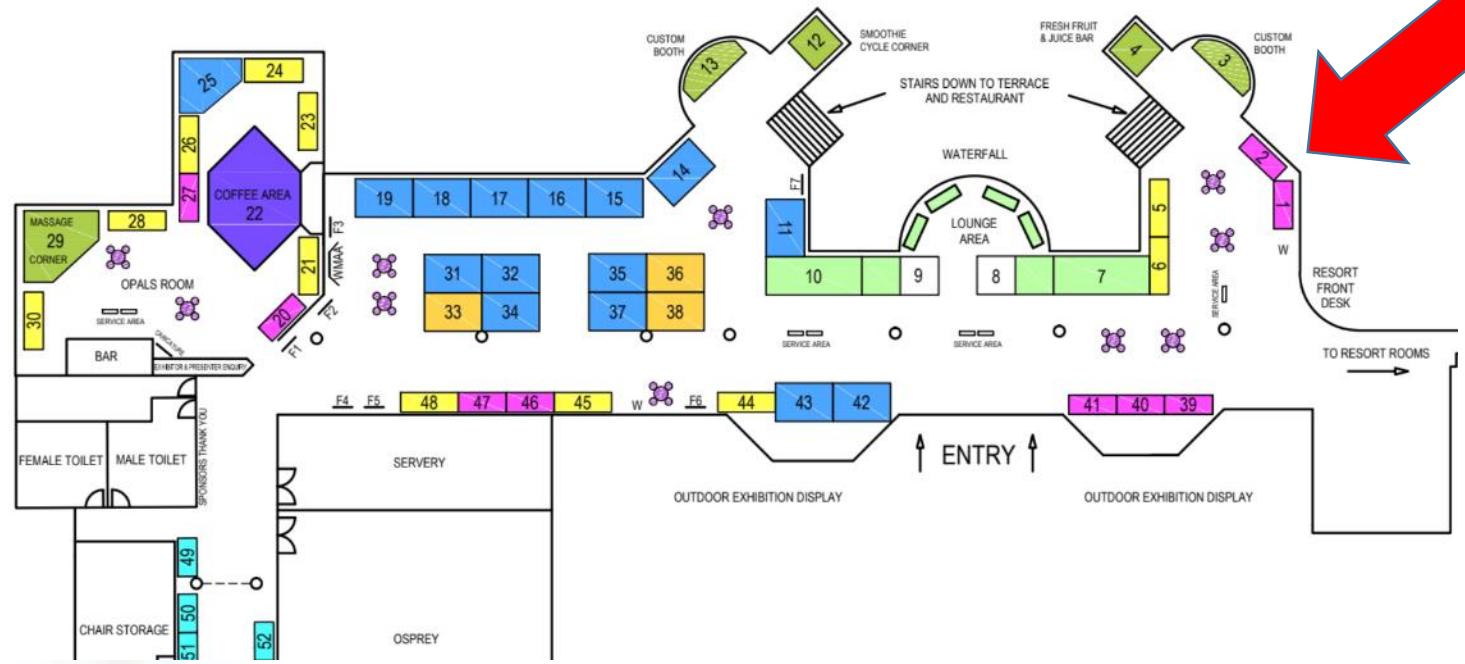 CUSTOM
BOOTH
13
12
SMOOTHIE
CYCLE CORNER
FRESH FRUIT
& JUICE BAR
4
CUSTOM
BOOTH
3
25
24
23
26
27
COFFEE AREA
22
STAIRS DOWN TO TERRACE
AND RESTAURANT
WATERFALL
2
1
W
14
19
18
17
16
15
F7
11
LOUNGE
AREA
5
6
MASSAGE
29
CORNER
28
F3
WMAA
21
OPALS ROOM
30
SERVICE AREA
20
F2
F1
31
32
33
34
35
36
37
38
10
9
8
7
SERVICE AREA
RESORT
FRONT
DESK
SERVICE AREA
SERVICE AREA
TO RESORT ROOMS
BAR
CARICATURE
EXHIBITOR & PRESENTER ENQUIRY
F4
F5
48
47
46
45
W
F6
44
43
42
41
40
39
ENTRY
FEMALE TOILET
MALE TOILET
SPONSORS THANK YOU
SERVERY
OUTDOOR EXHIBITION DISPLAY
OUTDOOR EXHIBITION DISPLAY
49
50
51
52
CHAIR STORAGE
OSPREY